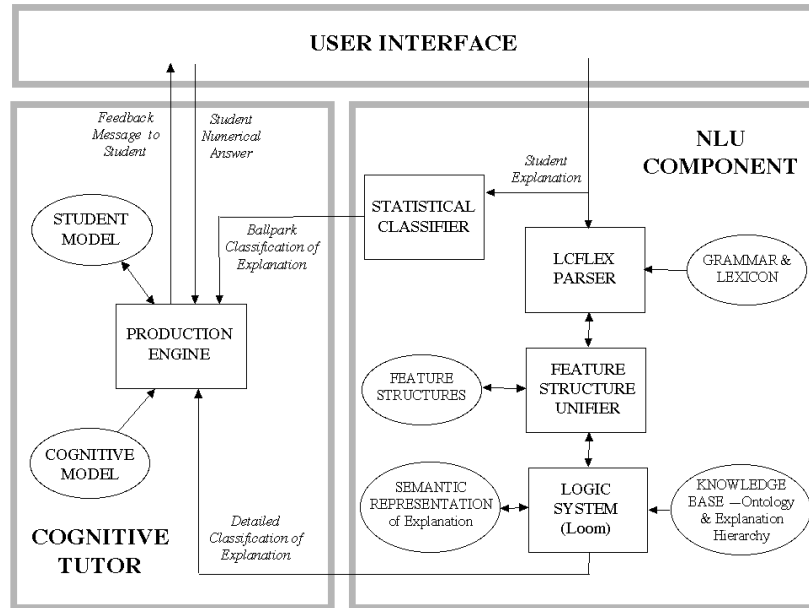 USER INTERFACE
Feedback
Message to
Student
Student
Numerical
Answer
STUDENT
MODEL
PRODUCTION
ENGINE
COGNITIVE
MODEL
COGNITIVE
TUTOR
NLU
COMPONENT
Student
Explanation
STATISTICAL
CLASSIFIER
Ballpark
Classification of
Explanation
LCFLEX
PARSER
GRAMMAR &
LEXICON
FEATURE
STRUCTURES
FEATURE
STRUCTURE
UNIFIER
SEMANTIC
REPRESENTATION
of Explanation
LOGIC
SYSTEM
(Loom)
KNOWLEDGE
BASE —Ontology
& Explanation
Hierarchy
Detailed
Classification of
Explanation